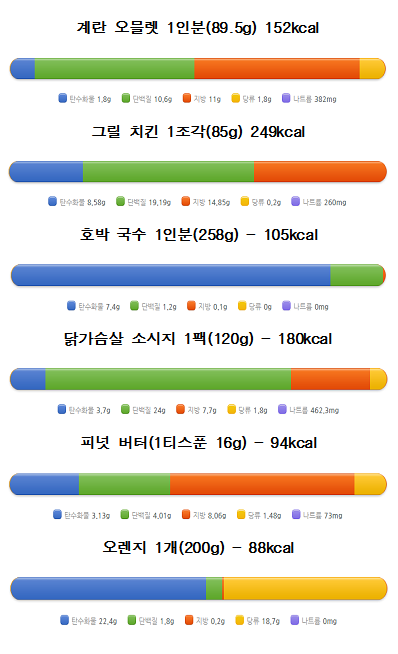 계란 오믈렛 1인분(89.5g) 152kcal
탄수화물 1,8g 단백질 10,6g 지방 11g 당류 1,8g 나트륨 382mg
그릴 치킨 1조각(85g) 249kcal
탄수화물 8,58g 단백질 19,19g 지방 14,85g 당류 0,2g 나트륨 260mg
호박 국수 1인분(258g) - 105kcal
탄수화물 7,4g 단백질 1,2g 지방 0,1g 당류 0g 나트륨 0mg
닭가슴살 소시지 1팩(120g) - 180kcal
탄수화물 3,7g 단백질 24g 지방 7,7g 당류 1,8g 나트륨 462,3mg
피넛 버터(1티스푼 16g) - 94kcal
탄수화물 3,13g 단백질 4,01g 지방 8,06g 당류 1,48g 나트륨 73mg
오렌지 1개(200g) - 88kcal
탄수화물 22,4g 단백질 1,8g 지방 0,2g 당류 18,7g 나트륨 0mg